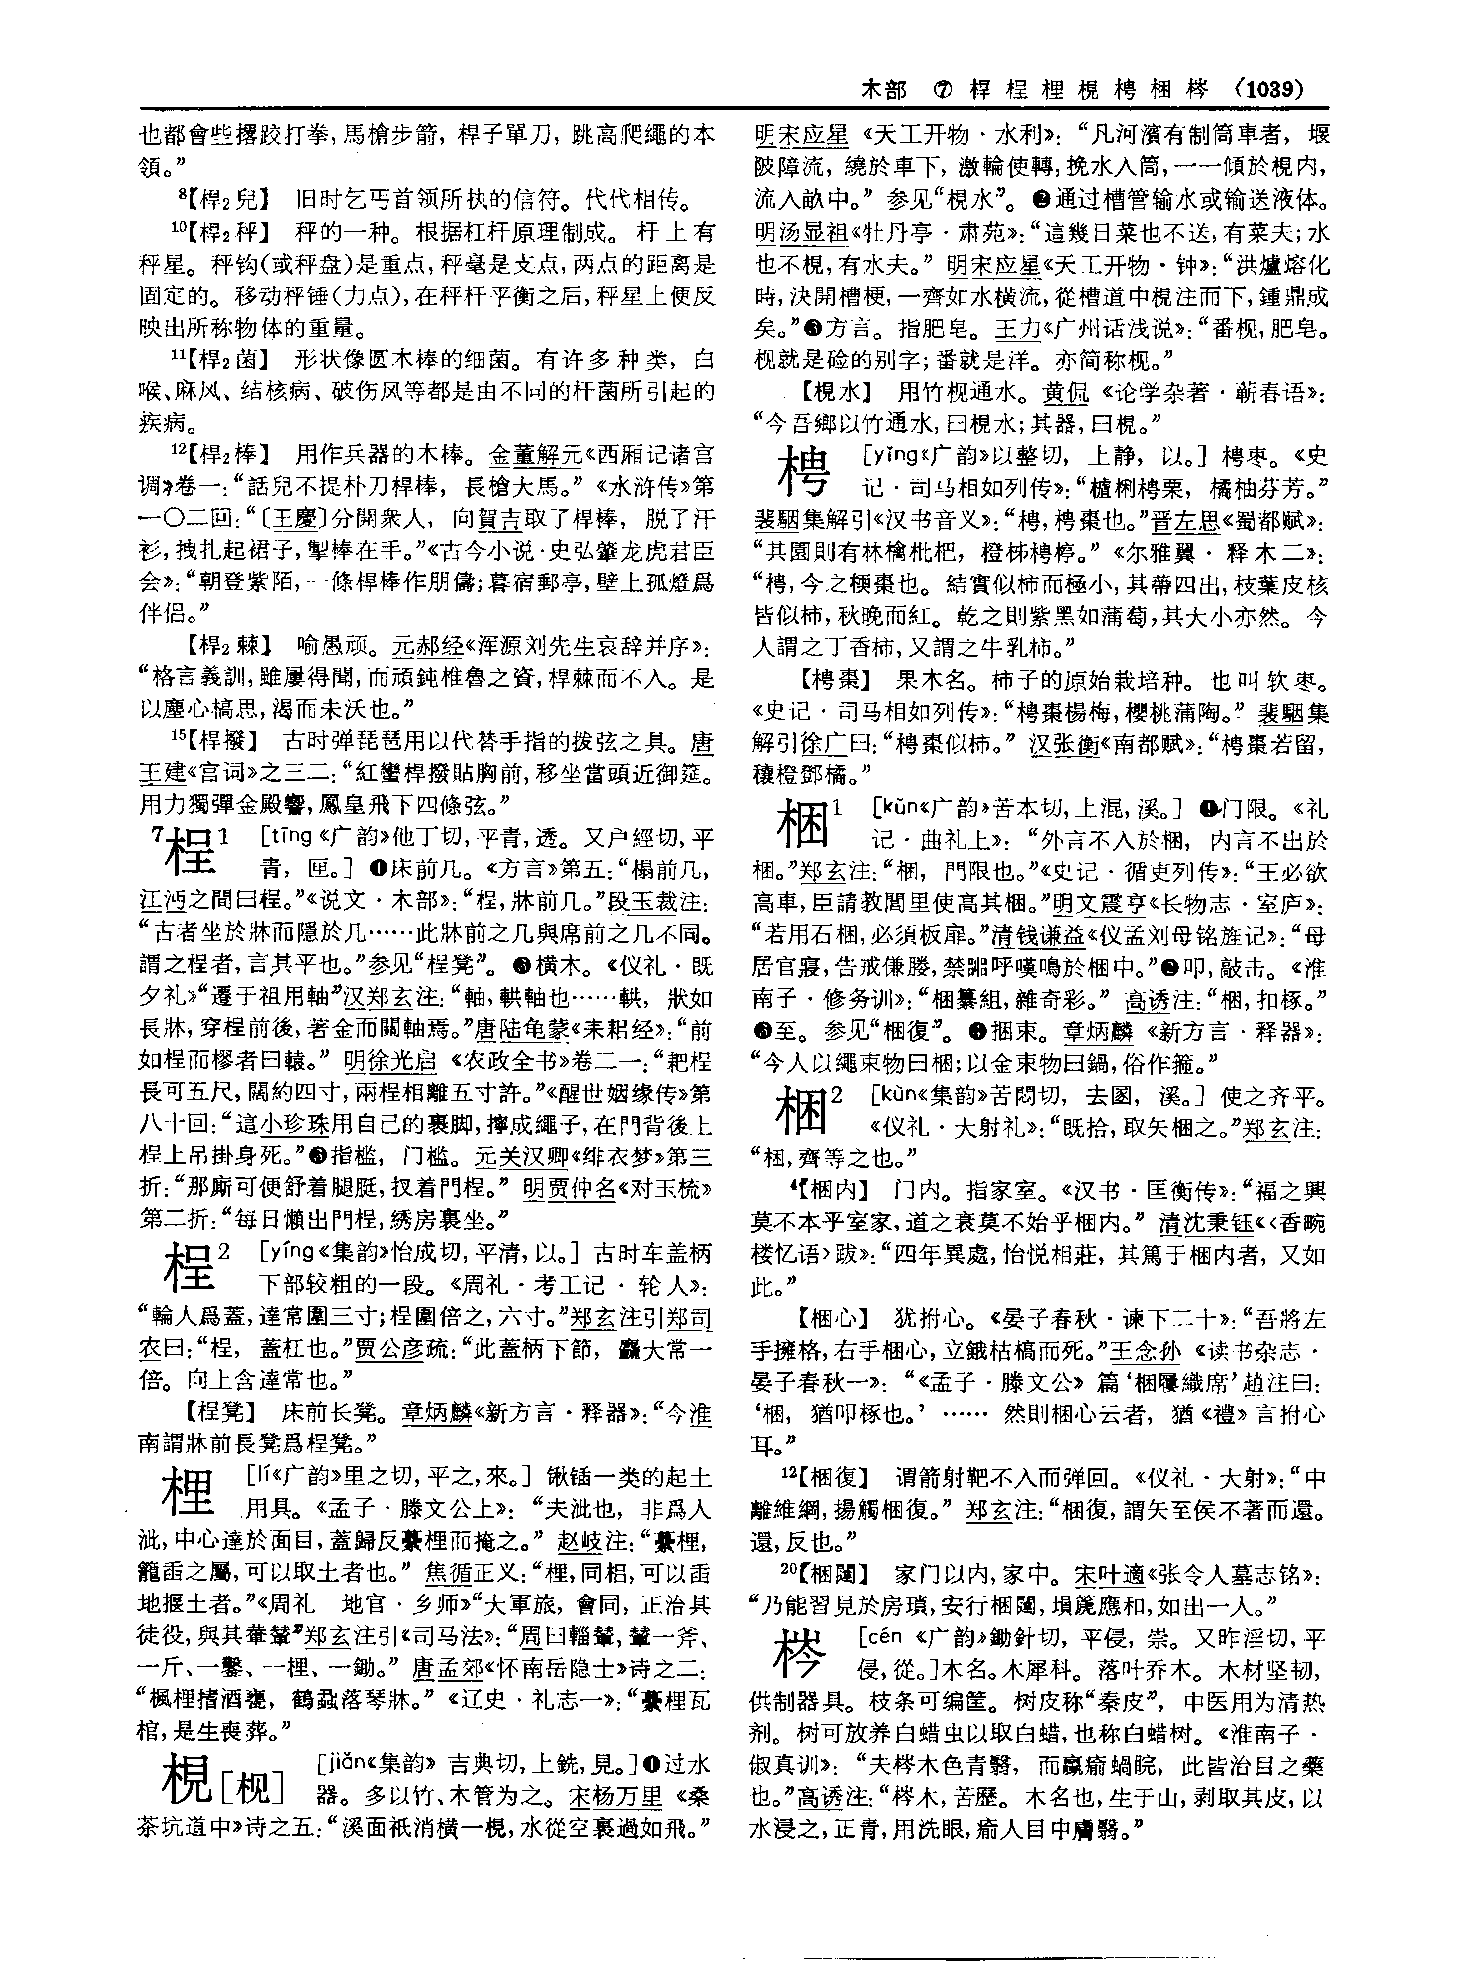 木部 ⑦ 桿 桯 梩 梘 梬 梱 梣 (1039)
也都會些撂跤打拳,馬槍步箭,桿子單刀,跳高爬繩的本
領。”
⁸【桿₂兒】 旧时乞丐首领所执的信符。代代相传。
¹⁰【桿₂秤】 秤的一种。根据杠杆原理制成。杆上有
秤星。秤钩(或秤盘)是重点,秤毫是支点,两点的距离是
固定的。移动秤锤(力点),在秤杆平衡之后,秤星上便反
映出所称物体的重量。
¹¹【桿₂菌】 形状像圆木棒的细菌。有许多种类,白
喉、麻风、结核病、破伤风等都是由不同的杆菌所引起的
疾病。
¹²【桿₂棒】 用作兵器的木棒。金董解元《西厢记诸宫
调》卷一:“話兒不提朴刀桿棒,長槍大馬。”《水浒传》第
一〇二回:“〔王慶〕分開衆人,向賀吉取了桿棒,脱了汗
衫,拽扎起裙子,掣棒在手。”《古今小说·史弘肇龙虎君臣
会》:“朝登紫陌,一條桿棒作朋儔;暮宿郵亭,壁上孤燈爲
伴侣。”
【桿₂棘】 喻愚顽。元郝经《浑源刘先生哀辞并序》:
“格言義訓,雖屢得聞,而頑鈍椎魯之資,桿棘而不入。是
以塵心槁思,渴而未沃也。”
¹⁵【桿撥】 古时弹琵琶用以代替手指的拨弦之具。唐
王建《宫词》之三二:“紅蠻桿撥貼胸前,移坐當頭近御筵。
用力獨彈金殿響,鳳皇飛下四條弦。”
⁷桯¹ [tīng《广韵》他丁切,平青,透。又户經切,平
青,匣。] ❶床前几。《方言》第五:“榻前几,
江沔之間曰桯。”《说文·木部》:“桯,牀前几。”段玉裁注:
“古者坐於牀而隱於几……此牀前之几與席前之几不同。
謂之桯者,言其平也。”参见“桯凳”。❷横木。《仪礼·既
夕礼》“遷于祖用軸”汉郑玄注:“軸,輁軸也……輁,狀如
長牀,穿桯前後,著金而關軸焉。”唐陆龟蒙《耒耜经》:“前
如桯而樛者曰轅。” 明徐光启《农政全书》卷二一:“耙桯
長可五尺,闊約四寸,兩桯相離五寸許。”《醒世姻缘传》第
八十回:“這小珍珠用自己的裹脚,擰成繩子,在門背後上
桯上吊掛身死。”❸指槛,门槛。元关汉卿《绯衣梦》第三
折:“那廝可便舒着腿脡,扠着門桯。” 明贾仲名《对玉梳》
第二折:“每日懶出門桯,綉房裏坐。”
桯² [yíng《集韵》怡成切,平清,以。] 古时车盖柄
下部较粗的一段。《周礼·考工记·轮人》:
“輪人爲蓋,達常圍三寸;桯圍倍之,六寸。”郑玄注引郑司
农曰:“桯,蓋杠也。”贾公彦疏:“此蓋柄下節,麤大常一
倍。向上含達常也。”
【桯凳】 床前长凳。章炳麟《新方言·释器》:“今淮
南謂牀前長凳爲桯凳。”
梩 [lí《广韵》里之切,平之,來。] 锹锸一类的起土
用具。《孟子·滕文公上》:“夫泚也,非爲人
泚,中心達於面目,蓋歸反虆梩而掩之。” 赵岐注:“虆梩,
籠臿之屬,可以取土者也。” 焦循正义:“梩,同梠,可以臿
地揠土者。”《周礼 地官·乡师》“大軍旅,會同,正治其
徒役,與其輂輦”郑玄注引《司马法》:“周曰輜輦,輦一斧、
一斤、一鑿、一梩、一鋤。” 唐孟郊《怀南岳隐士》诗之二:
“楓梩搘酒甕,鶴蝨落琴牀。”《辽史·礼志一》:“虆梩瓦
棺,是生喪葬。”
梘[枧] [jiǎn《集韵》吉典切,上銑,見。]❶过水
器。多以竹、木管为之。宋杨万里《桑
茶坑道中》诗之五:“溪面衹消横一梘,水從空裏過如飛。”
明宋应星《天工开物·水利》:“凡河濱有制筒車者,堰
陂障流,繞於車下,激輪使轉,挽水入筒,一一傾於梘内,
流入畝中。”参见“梘水”。❷通过槽管输水或输送液体。
明汤显祖《牡丹亭·肃苑》:“這幾日菜也不送,有菜夫;水
也不梘,有水夫。” 明宋应星《天工开物·钟》:“洪爐熔化
時,決開槽梗,一齊如水横流,從槽道中梘注而下,鍾鼎成
矣。”❸方言。指肥皂。王力《广州话浅说》:“番枧,肥皂。
枧就是硷的别字;番就是洋。亦简称枧。”
【梘水】 用竹枧通水。黄侃《论学杂著·蕲春语》:
“今吾鄉以竹通水,曰梘水;其器,曰梘。”
梬 [yǐng《广韵》以整切,上静,以。] 梬枣。《史
记·司马相如列传》:“樝梸梬栗,橘柚芬芳。”
裴駰集解引《汉书音义》:“梬,梬棗也。”晋左思《蜀都赋》:
“其園則有林檎枇杷,橙柿梬楟。”《尔雅翼·释木二》:
“梬,今之㮕棗也。結實似柿而極小,其蒂四出,枝葉皮核
皆似柿,秋晚而紅。乾之則紫黑如蒲萄,其大小亦然。今
人謂之丁香柿,又謂之牛乳柿。”
【梬棗】 果木名。柿子的原始栽培种。也叫软枣。
《史记·司马相如列传》:“梬棗楊梅,櫻桃蒲陶。” 裴駰集
解引徐广曰:“梬棗似柿。” 汉张衡《南都赋》:“梬棗若留,
穰橙鄧橘。”
梱¹ [kǔn《广韵》苦本切,上混,溪。] ❶门限。《礼
记·曲礼上》:“外言不入於梱,内言不出於
梱。”郑玄注:“梱,門限也。”《史记·循吏列传》:“王必欲
高車,臣請教閭里使高其梱。”明文震亨《长物志·室庐》:
“若用石梱,必須板扉。”清钱谦益《仪孟刘母铭旌记》:“母
居官寢,告戒傔媵,禁謕呼嘆鳴於梱中。”❷叩,敲击。《淮
南子·修务训》:“梱纂組,雜奇彩。” 高诱注:“梱,扣椓。”
❸至。参见“梱復”。❹捆束。章炳麟《新方言·释器》:
“今人以繩束物曰梱;以金束物曰鍋,俗作箍。”
梱² [kùn《集韵》苦悶切,去圂,溪。] 使之齐平。
《仪礼·大射礼》:“既拾,取矢梱之。”郑玄注:
“梱,齊等之也。”
⁴【梱内】 门内。指家室。《汉书·匡衡传》:“福之興
莫不本乎室家,道之衰莫不始乎梱内。” 清沈秉钰《〈香畹
楼忆语〉跋》:“四年異處,怡悦相莊,其篤于梱内者,又如
此。”
【梱心】 犹拊心。《晏子春秋·谏下二十》:“吾將左
手擁格,右手梱心,立餓枯槁而死。”王念孙《读书杂志·
晏子春秋一》:“《孟子·滕文公》篇‘梱屨織席’趙注曰:
‘梱,猶叩椓也。’……然則梱心云者,猶《禮》言拊心
耳。”
¹²【梱復】 谓箭射靶不入而弹回。《仪礼·大射》:“中
離維綱,揚觸梱復。” 郑玄注:“梱復,謂矢至侯不著而還。
還,反也。”
²⁰【梱闑】 家门以内,家中。宋叶適《张令人墓志铭》:
“乃能習見於房瑣,安行梱闑,塤篪應和,如出一人。”
梣 [cén《广韵》鋤針切,平侵,崇。又昨淫切,平
侵,從。]木名。木犀科。落叶乔木。木材坚韧,
供制器具。枝条可编筐。树皮称“秦皮”,中医用为清热
剂。树可放养白蜡虫以取白蜡,也称白蜡树。《淮南子·
俶真训》:“夫梣木色青翳,而蠃瘉蝸睆,此皆治目之藥
也。”高诱注:“梣木,苦歷。木名也,生于山,剥取其皮,以
水浸之,正青,用洗眼,瘉人目中膚翳。”